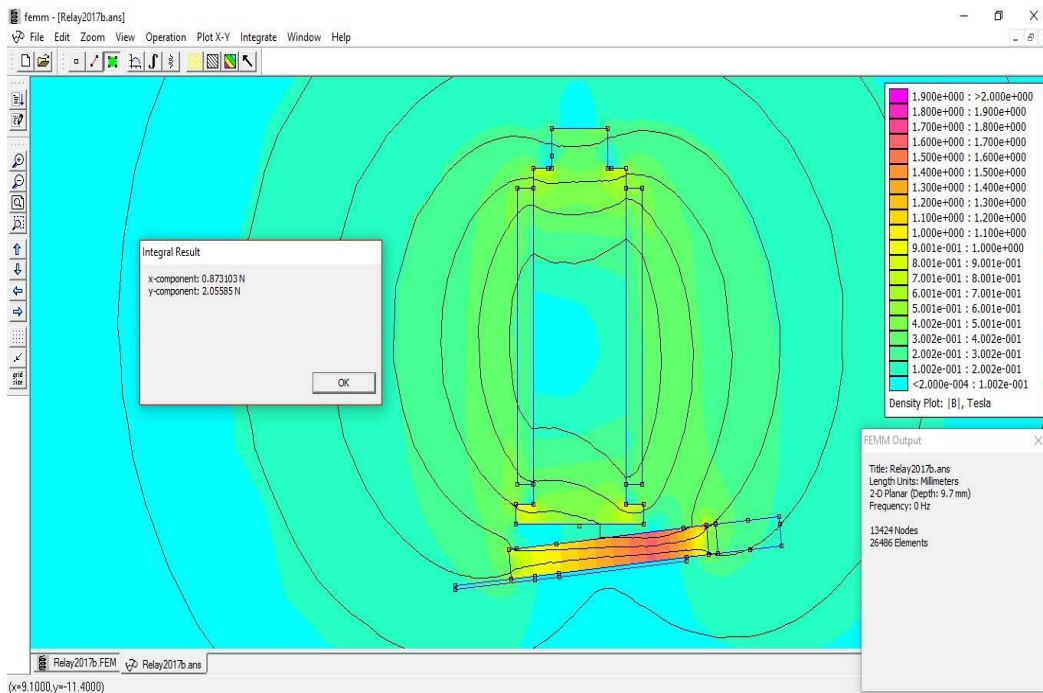 femm - [Relay2017b.ans]
File Edit Zoom View Operation Plot X-Y Integrate Window Help
Integral Result
x-component: 0.873103 N
y-component: 2.05585 N
OK
1.900e+000 : >2.000e+000
1.800e+000 : 1.900e+000
1.700e+000 : 1.800e+000
1.600e+000 : 1.700e+000
1.500e+000 : 1.600e+000
1.400e+000 : 1.500e+000
1.300e+000 : 1.400e+000
1.200e+000 : 1.300e+000
1.100e+000 : 1.200e+000
1.000e+000 : 1.100e+000
9.001e-001 : 1.000e+000
8.001e-001 : 9.001e-001
7.001e-001 : 8.001e-001
6.001e-001 : 7.001e-001
5.001e-001 : 6.001e-001
4.002e-001 : 5.001e-001
3.002e-001 : 4.002e-001
2.002e-001 : 3.002e-001
1.002e-001 : 2.002e-001
<2.000e-004 : 1.002e-001
Density Plot: |B|, Tesla
FEMM Output
Title: Relay2017b.ans
Length Units: Millimeters
2-D Planar (Depth: 9.7 mm)
Frequency: 0 Hz
13424 Nodes
26486 Elements
grid
size
Relay2017b.FEM
Relay2017b.ans
(x=9.1000,y=-11.4000)